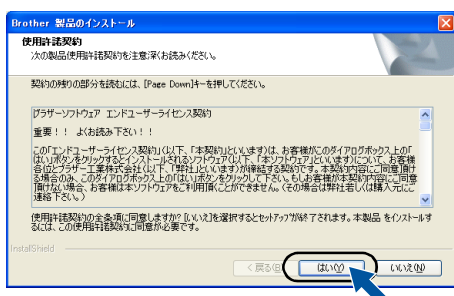 Brother 製品のインストール
使用許諾契約
次の製品使用許諾契約を注意深くお読みください。
契約の残りの部分を読むには、[Page Down]キーを押してください。
ブラザーソフトウェア エンドユーザーライセンス契約
重要！！ よくお読み下さい！！
この「エンドユーザーライセンス契約」(以下、「本契約」といいます)は、お客様がこのダイアログボックス上の「
はい」ボタンをクリックするとインストールされるソフトウェア(以下、「本ソフトウェア」といいます)について、お客様
各位とブラザー工業株式会社(以下、「弊社」といいます)が締結する契約です。本契約内容にご同意頂け
る場合のみ、このダイアログボックス上の「はい」ボタンをクリックして下さい。もしお客様が本契約内容にご同意
頂けない場合、お客様は本ソフトウェアをご利用頂くことができません。(その場合は弊社若しくは購入元にご
連絡下さい。)
使用許諾契約の全条項に同意しますか? [いいえ]を選択するとセットアップが終了されます。本製品 をインストールす
るには、この使用許諾契約に同意が必要です。
InstallShield
< 戻る(B) はい(Y) いいえ(N)